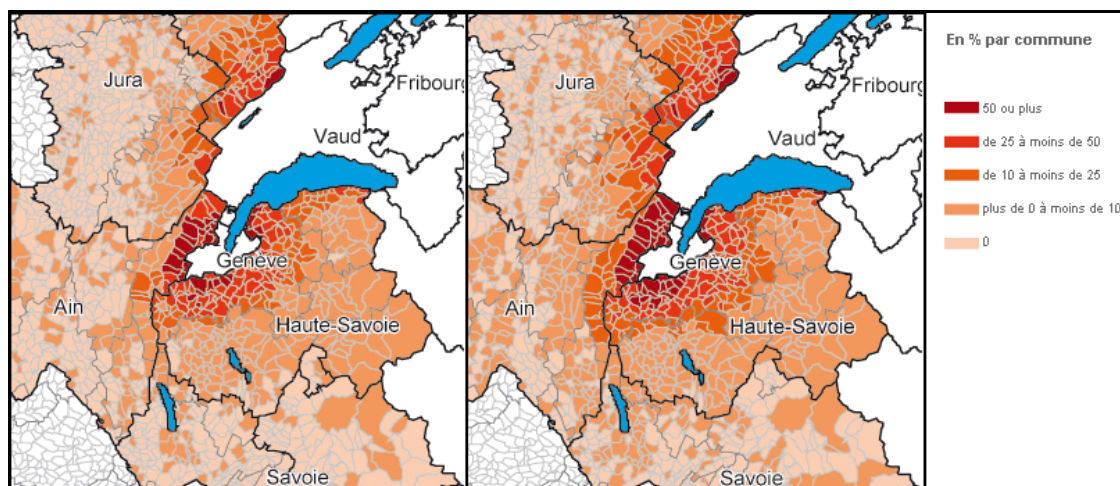 Jura
Fribourg
Vaud
Genève
Ain
Haute-Savoie
Savoie
Jura
Fribourg
Vaud
Genève
Ain
Haute-Savoie
Savoie
En % par commune
50 ou plus
de 25 à moins de 50
de 10 à moins de 25
plus de 0 à moins de 10
0